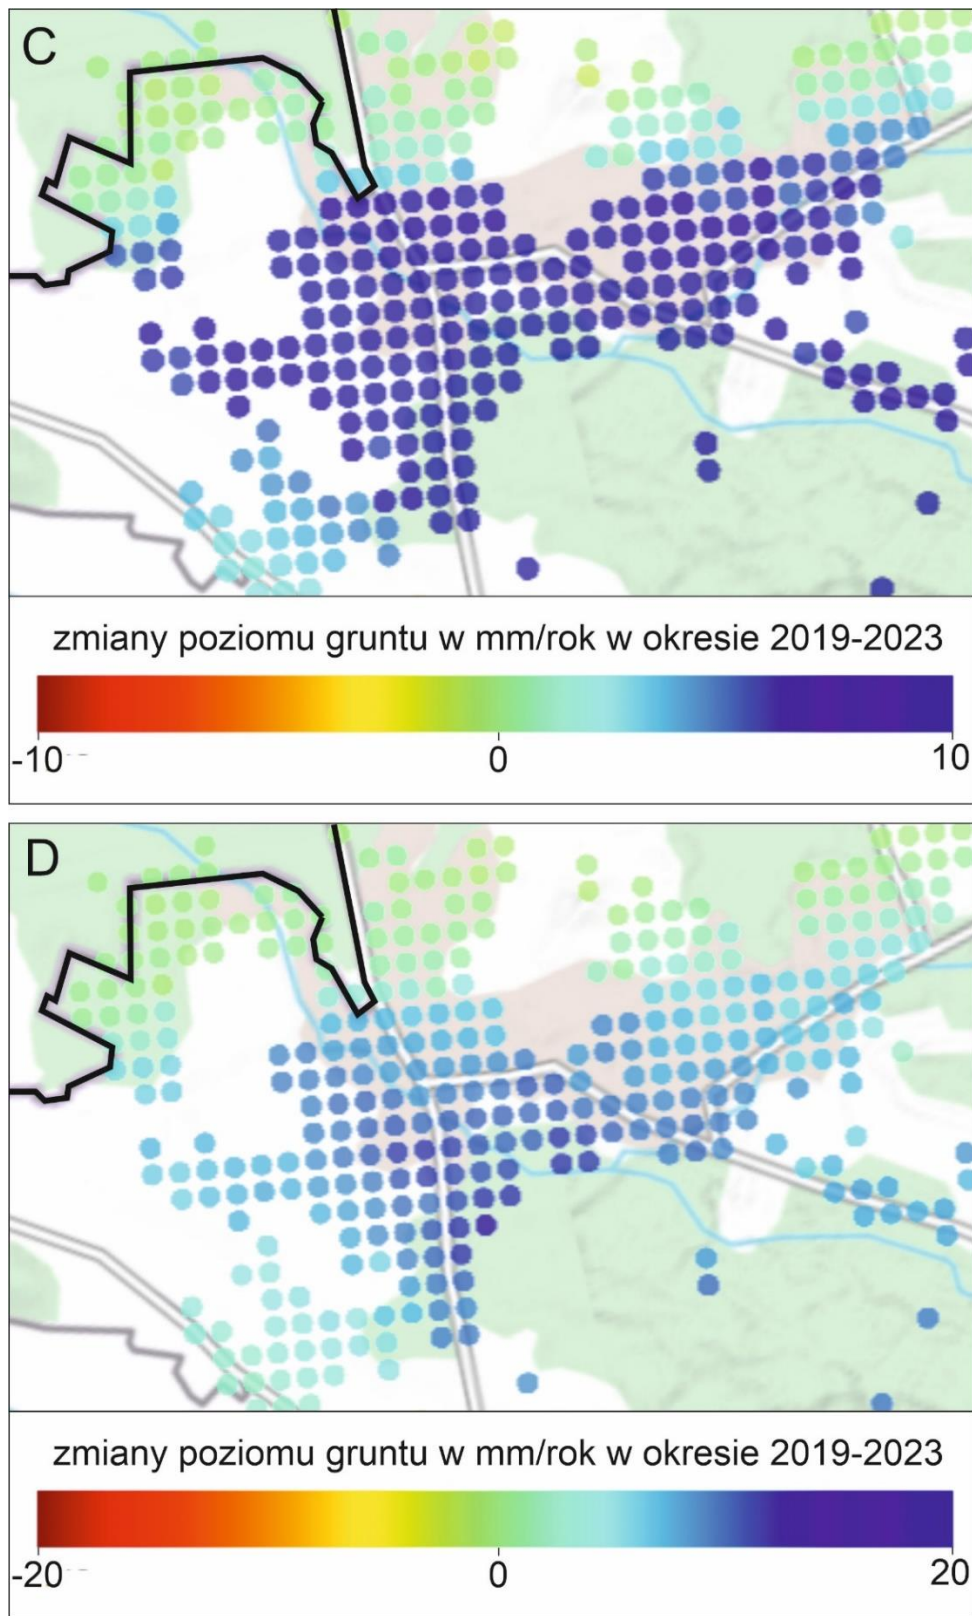 C
zmiany poziomu gruntu w mm/rok w okresie 2019-2023
-10 0 10
D
zmiany poziomu gruntu w mm/rok w okresie 2019-2023
-20 0 20